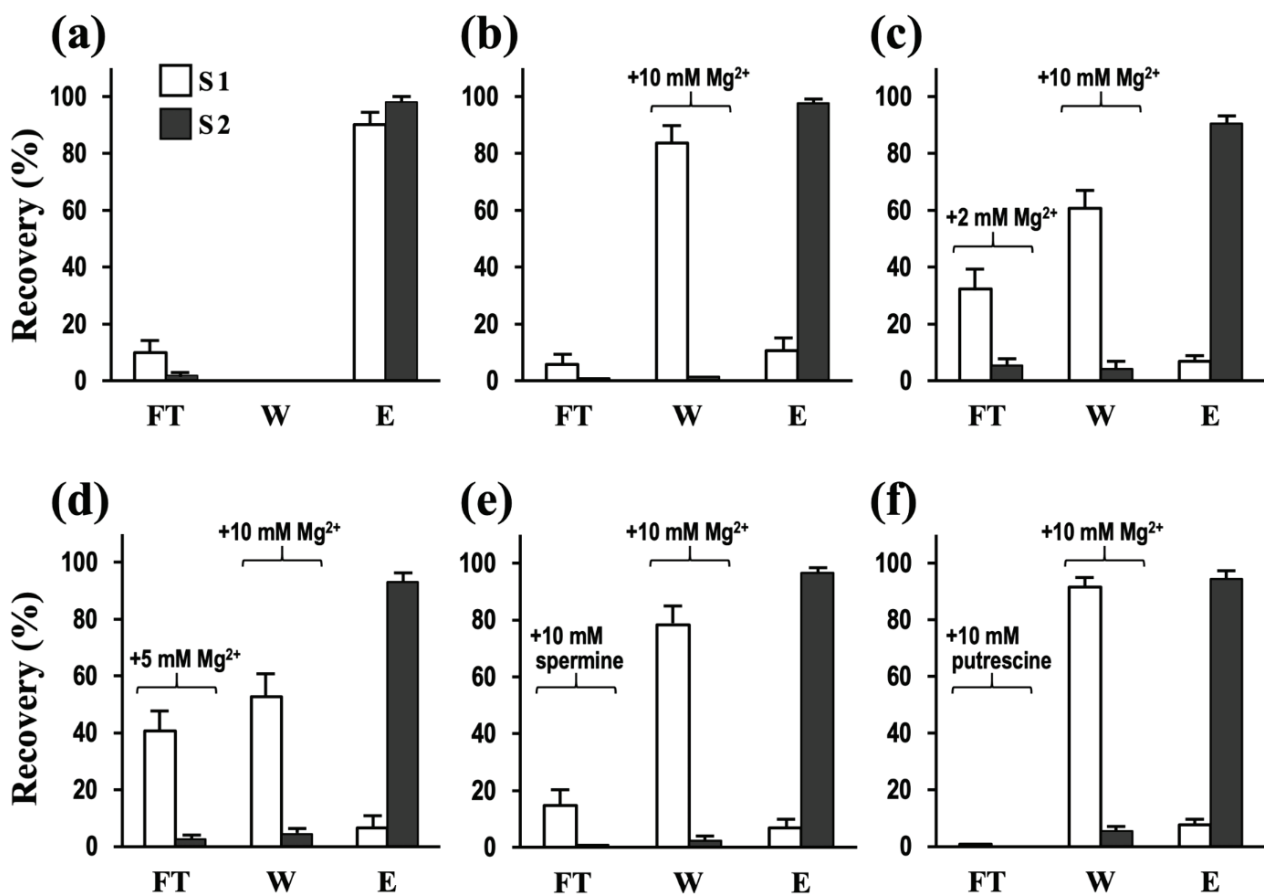 (a)
S1
S2
Recovery (%)
100
80
60
40
20
0
FT W E
(b)
+10 mM Mg²⁺
100
80
60
40
20
0
FT W E
(c)
+10 mM Mg²⁺
+2 mM Mg²⁺
100
80
60
40
20
0
FT W E
(d)
+10 mM Mg²⁺
+5 mM Mg²⁺
Recovery (%)
100
80
60
40
20
0
FT W E
(e)
+10 mM Mg²⁺
+10 mM
spermine
100
80
60
40
20
0
FT W E
(f)
+10 mM Mg²⁺
+10 mM
putrescine
100
80
60
40
20
0
FT W E